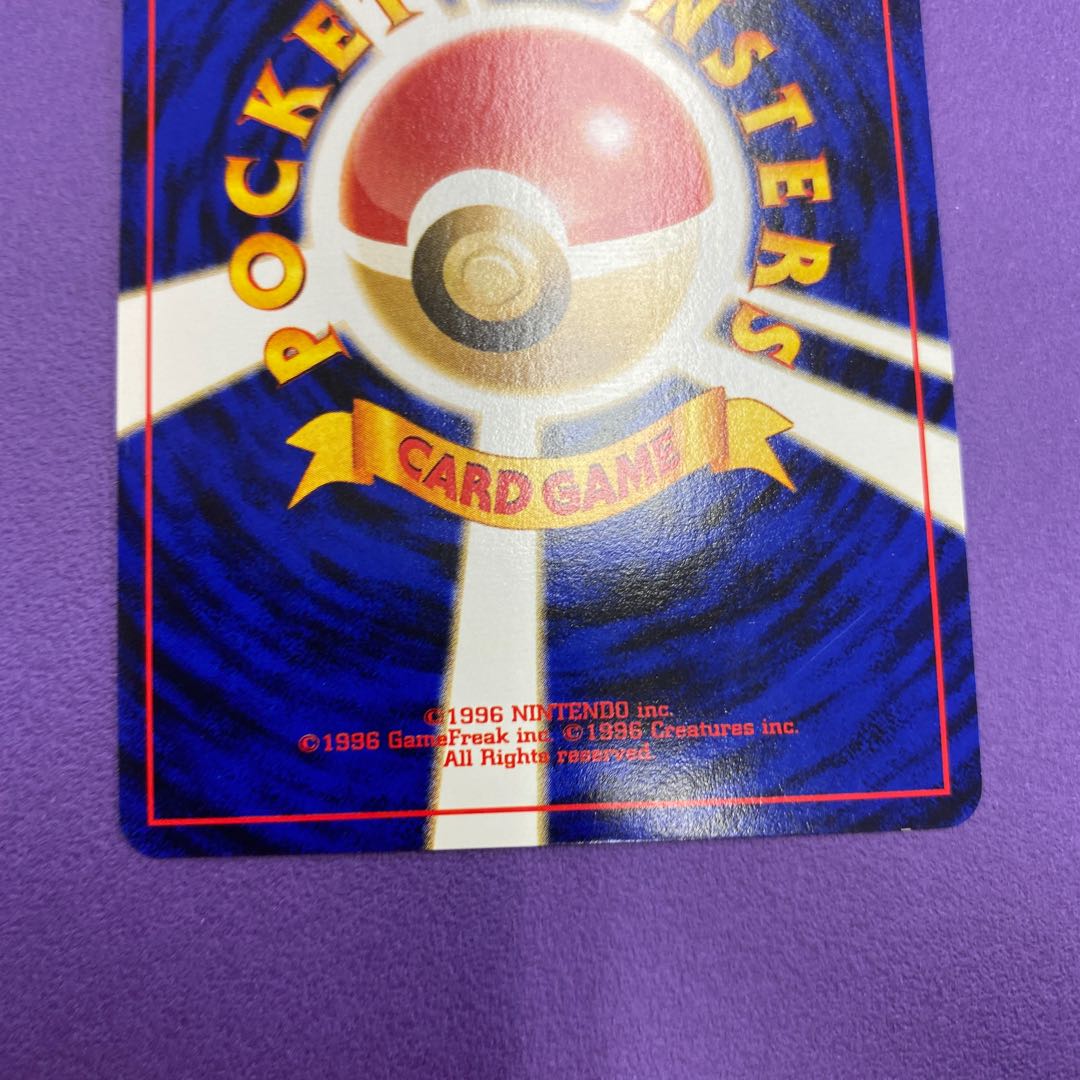 POCKET MONSTERS
CARD GAME
©1996 NINTENDO inc.
©1996 GameFreak inc. ©1996 Creatures inc.
All Rights reserved.